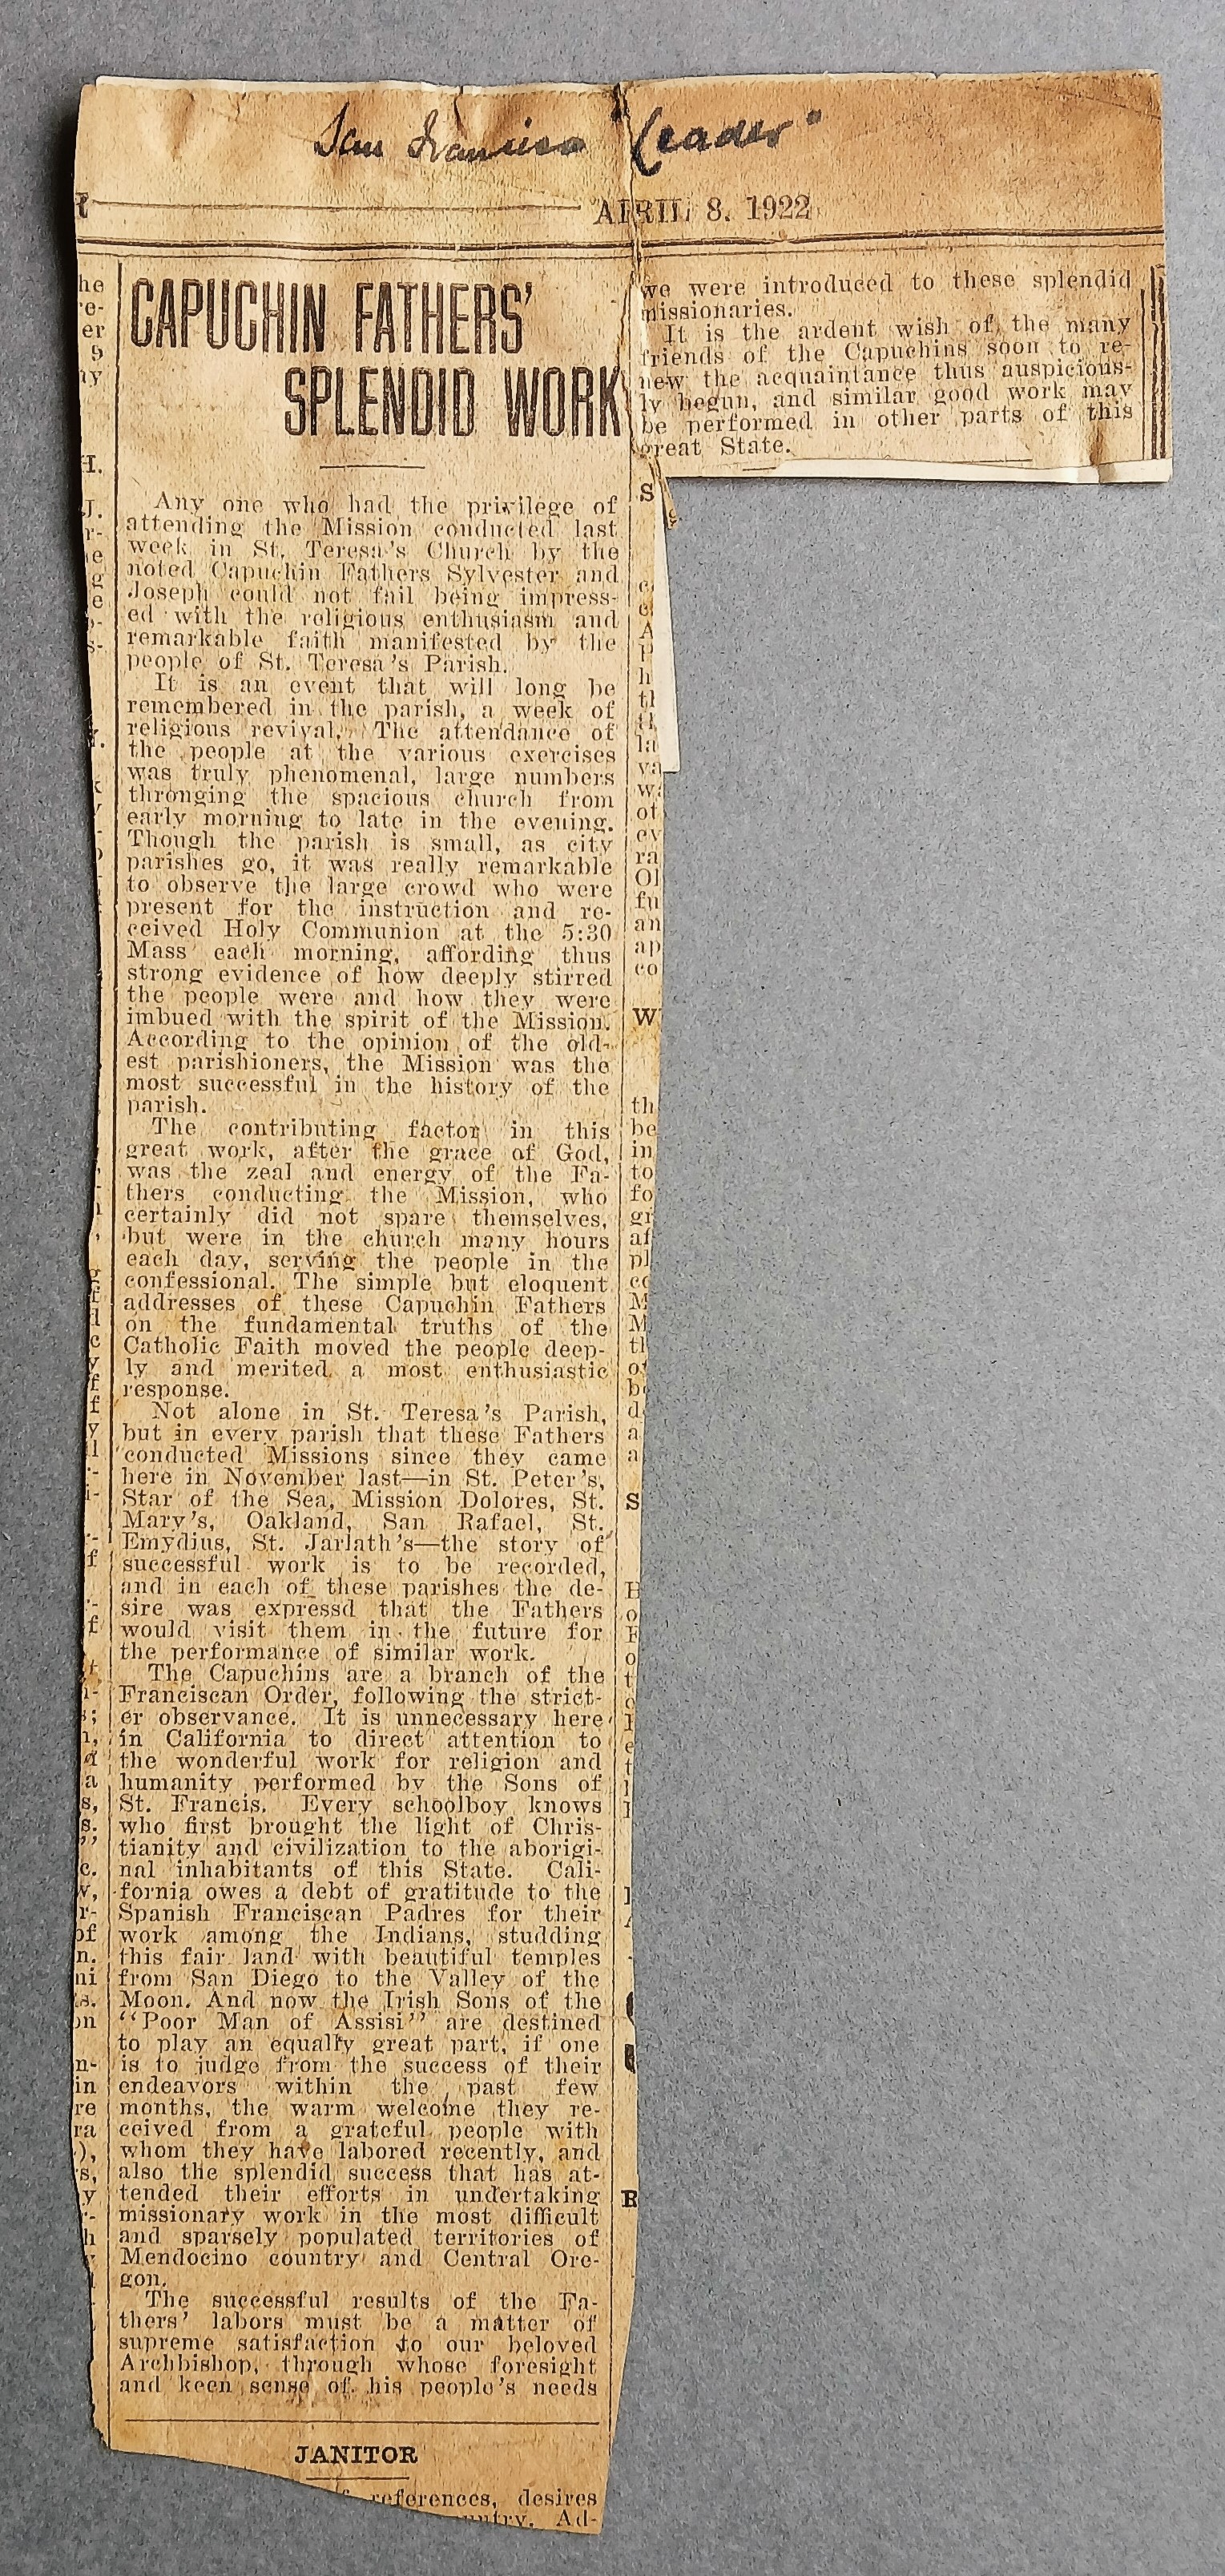 San Francisco "Leader"
APRIL 8, 1922
CAPUCHIN FATHERS'
SPLENDID WORK
Any one who had the privilege of
attending the Mission conducted last
week in St. Teresa's Church by the
noted Capuchin Fathers Sylvester and
Joseph could not fail being impress-
ed with the religious enthusiasm and
remarkable faith manifested by the
people of St. Teresa's Parish.
It is an event that will long be
remembered in the parish, a week of
religious revival. The attendance of
the people at the various exercises
was truly phenomenal, large numbers
thronging the spacious church from
early morning to late in the evening.
Though the parish is small, as city
parishes go, it was really remarkable
to observe the large crowd who were
present for the instruction and re-
ceived Holy Communion at the 5:30
Mass each morning, affording thus
strong evidence of how deeply stirred
the people were and how they were
imbued with the spirit of the Mission.
According to the opinion of the old-
est parishioners, the Mission was the
most successful in the history of the
parish.
The contributing factor in this
great work, after the grace of God,
was the zeal and energy of the Fa-
thers conducting the Mission, who
certainly did not spare themselves,
but were in the church many hours
each day, serving the people in the
confessional. The simple but eloquent
addresses of these Capuchin Fathers
on the fundamental truths of the
Catholic Faith moved the people deep-
ly and merited a most enthusiastic
response.
Not alone in St. Teresa's Parish,
but in every parish that these Fathers
conducted Missions since they came
here in November last—in St. Peter's,
Star of the Sea, Mission Dolores, St.
Mary's, Oakland, San Rafael, St.
Emydius, St. Jarlath's—the story of
successful work is to be recorded,
and in each of these parishes the de-
sire was expressd that the Fathers
would visit them in the future for
the performance of similar work.
The Capuchins are a branch of the
Franciscan Order, following the strict-
er observance. It is unnecessary here
in California to direct attention to
the wonderful work for religion and
humanity performed by the Sons of
St. Francis. Every schoolboy knows
who first brought the light of Chris-
tianity and civilization to the aborigi-
nal inhabitants of this State. Cali-
fornia owes a debt of gratitude to the
Spanish Franciscan Padres for their
work among the Indians, studding
this fair land with beautiful temples
from San Diego to the Valley of the
Moon. And now the Irish Sons of the
"Poor Man of Assisi" are destined
to play an equally great part, if one
is to judge from the success of their
endeavors within the past few
months, the warm welcome they re-
ceived from a grateful people with
whom they have labored recently, and
also the splendid success that has at-
tended their efforts in undertaking
missionary work in the most difficult
and sparsely populated territories of
Mendocino country and Central Ore-
gon.
The successful results of the Fa-
thers' labors must be a matter of
supreme satisfaction to our beloved
Archbishop, through whose foresight
and keen sense of his people's needs
we were introduced to these splendid
missionaries.
It is the ardent wish of the many
friends of the Capuchins soon to re-
new the acquaintance thus auspicious-
ly begun, and similar good work may
be performed in other parts of this
great State.
JANITOR
references, desires
Ad-